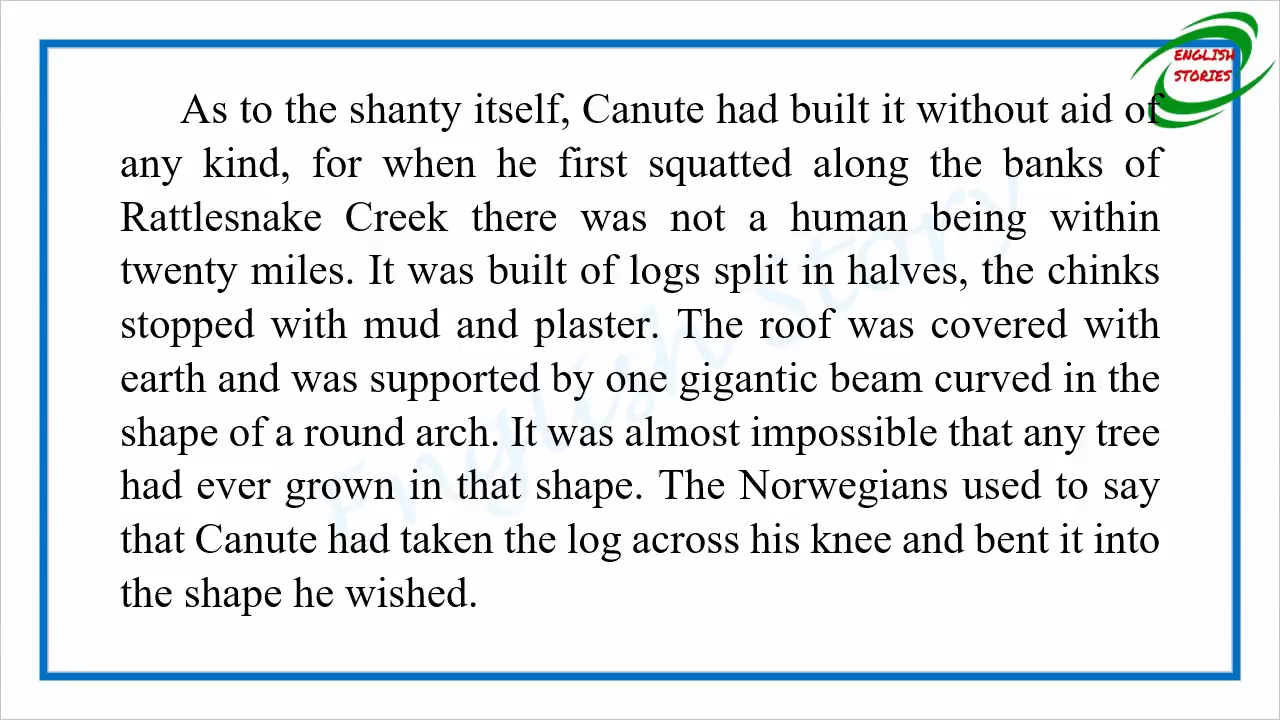 ENGLISH
STORIES
As to the shanty itself, Canute had built it without aid of
any kind, for when he first squatted along the banks of
Rattlesnake Creek there was not a human being within
twenty miles. It was built of logs split in halves, the chinks
stopped with mud and plaster. The roof was covered with
earth and was supported by one gigantic beam curved in the
shape of a round arch. It was almost impossible that any tree
had ever grown in that shape. The Norwegians used to say
that Canute had taken the log across his knee and bent it into
the shape he wished.
English Story